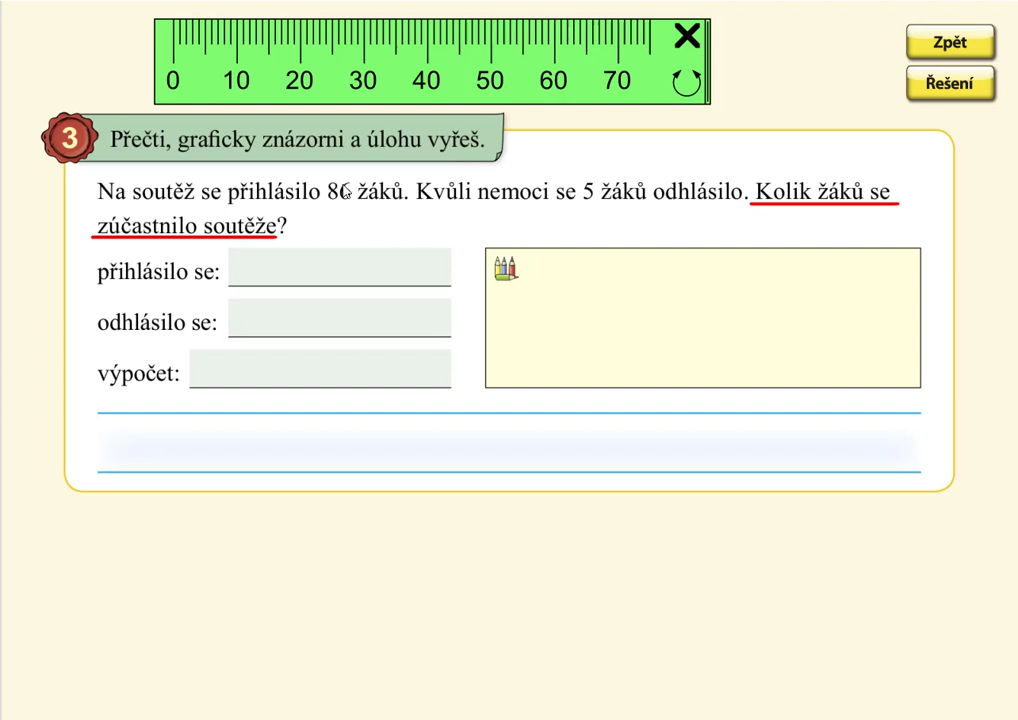 0 10 20 30 40 50 60 70
Zpět
Řešení
3 Přečti, graficky znázorni a úlohu vyřeš.
Na soutěž se přihlásilo žáků. Kvůli nemoci se 5 žáků odhlásilo. Kolik žáků se
zúčastnilo soutěže?
přihlásilo se:
odhlásilo se:
výpočet: